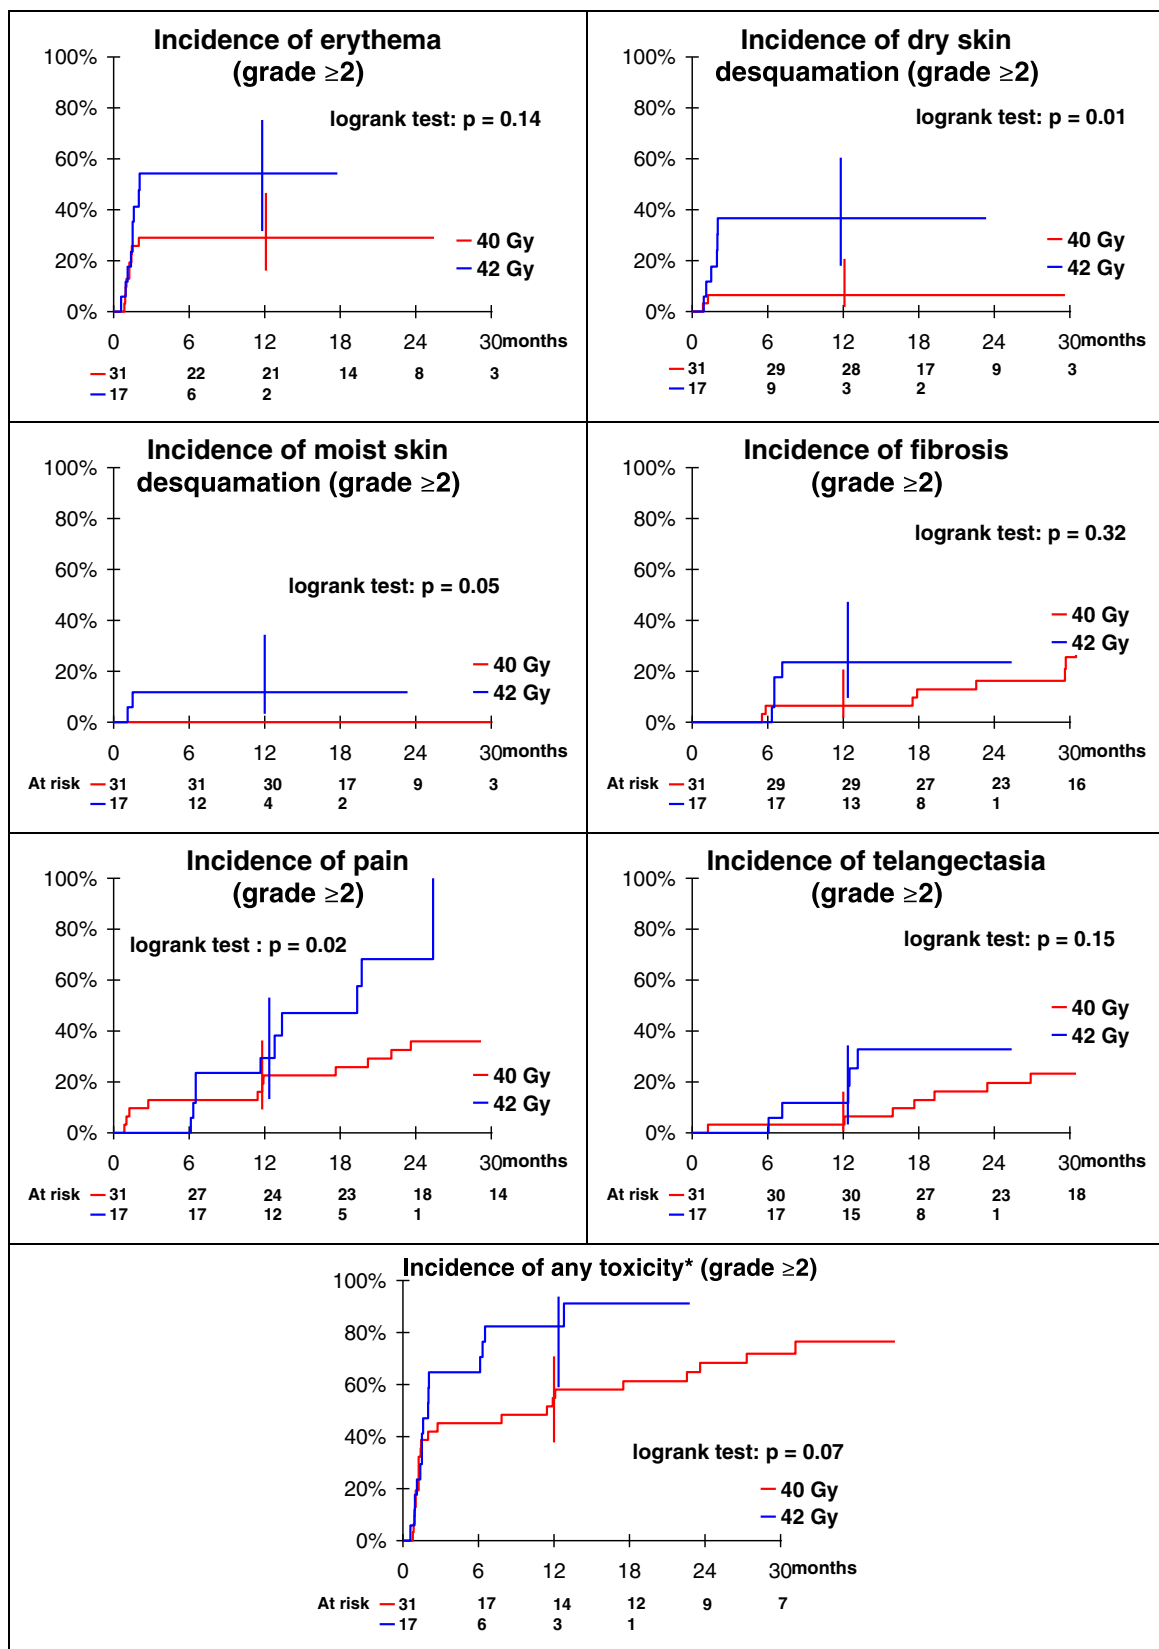 Incidence of erythema
(grade ≥2)
100%
80%
60%
40%
20%
0%
logrank test: p = 0.14
40 Gy
42 Gy
0 6 12 18 24 30months
31 22 21 14 8 3
17 6 2
Incidence of dry skin
desquamation (grade ≥2)
100%
80%
60%
40%
20%
0%
logrank test: p = 0.01
40 Gy
42 Gy
0 6 12 18 24 30 months
31 29 28 17 9 3
17 9 3 2
Incidence of moist skin
desquamation (grade ≥2)
100%
80%
60%
40%
20%
0%
logrank test: p = 0.05
40 Gy
42 Gy
0 6 12 18 24 30months
At risk 31 31 30 17 9 3
17 12 4 2
Incidence of fibrosis
(grade ≥2)
100%
80%
60%
40%
20%
0%
logrank test: p = 0.32
40 Gy
42 Gy
0 6 12 18 24 30months
At risk 31 29 29 27 23 16
17 17 13 8 1
Incidence of pain
(grade ≥2)
100%
80%
60%
40%
20%
0%
logrank test : p = 0.02
40 Gy
42 Gy
0 6 12 18 24 30months
At risk 31 27 24 23 18 14
17 17 12 5 1
Incidence of telangectasia
(grade ≥2)
100%
80%
60%
40%
20%
0%
logrank test: p = 0.15
40 Gy
42 Gy
0 6 12 18 24 30months
At risk 31 30 30 27 23 18
17 17 15 8 1
Incidence of any toxicity* (grade ≥2)
100%
80%
60%
40%
20%
0%
logrank test: p = 0.07
40 Gy
42 Gy
0 6 12 18 24 30months
At risk 31 17 14 12 9 7
17 6 3 1